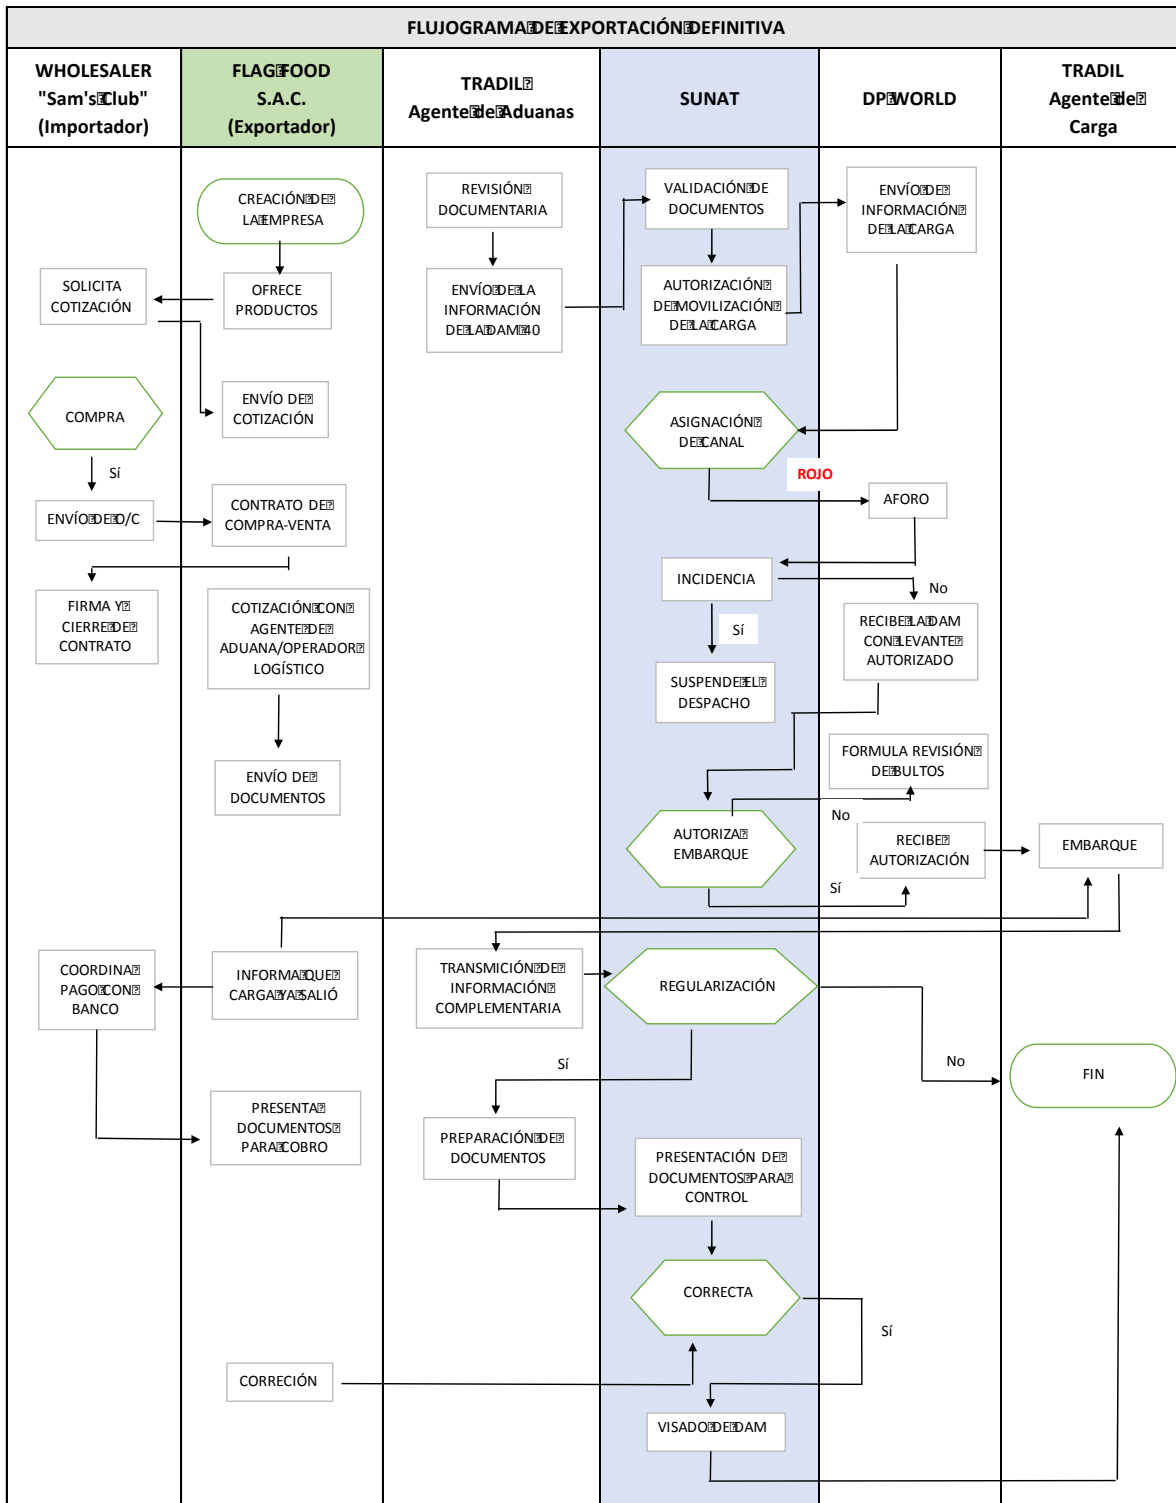 FLUJOGRAMA DE EXPORTACIÓN DEFINITIVA
WHOLESALER
"Sam's Club"
(Importador)
FLAG FOOD
S.A.C.
(Exportador)
TRADIL
Agente de Aduanas
SUNAT
DP WORLD
TRADIL
Agente de
Carga
CREACIÓN DE
LA EMPRESA
REVISIÓN
DOCUMENTARIA
VALIDACIÓN DE
DOCUMENTOS
ENVÍO DE
INFORMACIÓN
DE LA CARGA
SOLICITA
COTIZACIÓN
OFRECE
PRODUCTOS
ENVÍO DE LA
INFORMACIÓN
DE LA DAM 40
AUTORIZACIÓN
DE MOVILIZACIÓN
DE LA CARGA
COMPRA
ENVÍO DE
COTIZACIÓN
ASIGNACIÓN
DE CANAL
Sí
ROJO
ENVÍO DE O/C
CONTRATO DE
COMPRA-VENTA
AFORO
INCIDENCIA
No
FIRMA Y
CIERRE DE
CONTRATO
COTIZACIÓN CON
AGENTE DE
ADUANA/OPERADOR
LOGÍSTICO
Sí
RECIBE LA DAM
CON LEVANTE
AUTORIZADO
SUSPENDE EL
DESPACHO
ENVÍO DE
DOCUMENTOS
FORMULA REVISIÓN
DE BULTOS
No
AUTORIZA
EMBARQUE
RECIBE
AUTORIZACIÓN
EMBARQUE
Sí
COORDINA
PAGO CON
BANCO
INFORMA QUE
CARGA YA SALIÓ
TRANSMICIÓN DE
INFORMACIÓN
COMPLEMENTARIA
REGULARIZACIÓN
Sí
No
FIN
PRESENTA
DOCUMENTOS
PARA COBRO
PREPARACIÓN DE
DOCUMENTOS
PRESENTACIÓN DE
DOCUMENTOS PARA
CONTROL
CORRECTA
Sí
CORRECIÓN
VISADO DE DAM